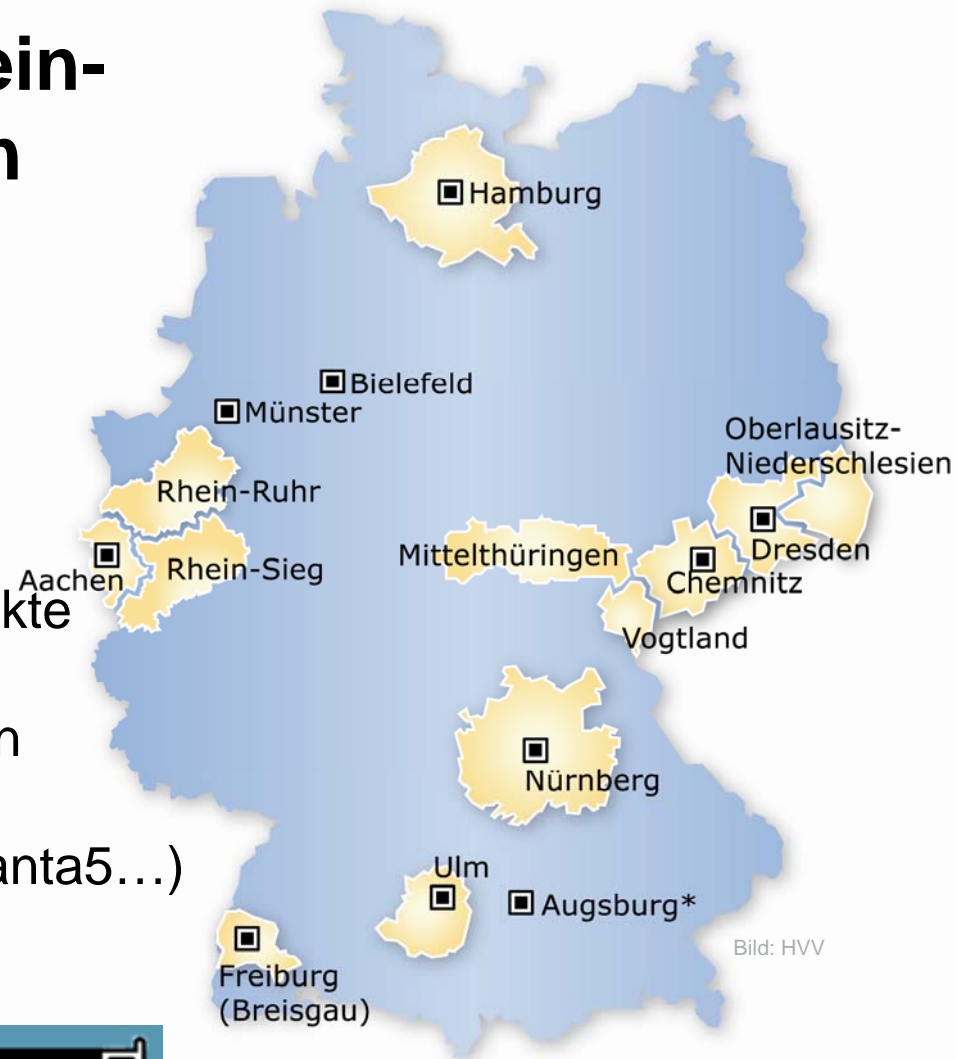 ein-
n
Hamburg
Bielefeld
Münster
Oberlausitz-
Niederschlesien
Rhein-Ruhr
Dresden
Mittelthüringen
Aachen
Rhein-Sieg
Chemnitz
kte
Vogtland
n
Nürnberg
Ulm
anta5…)
Augsburg*
Bild: HVV
Freiburg
(Breisgau)